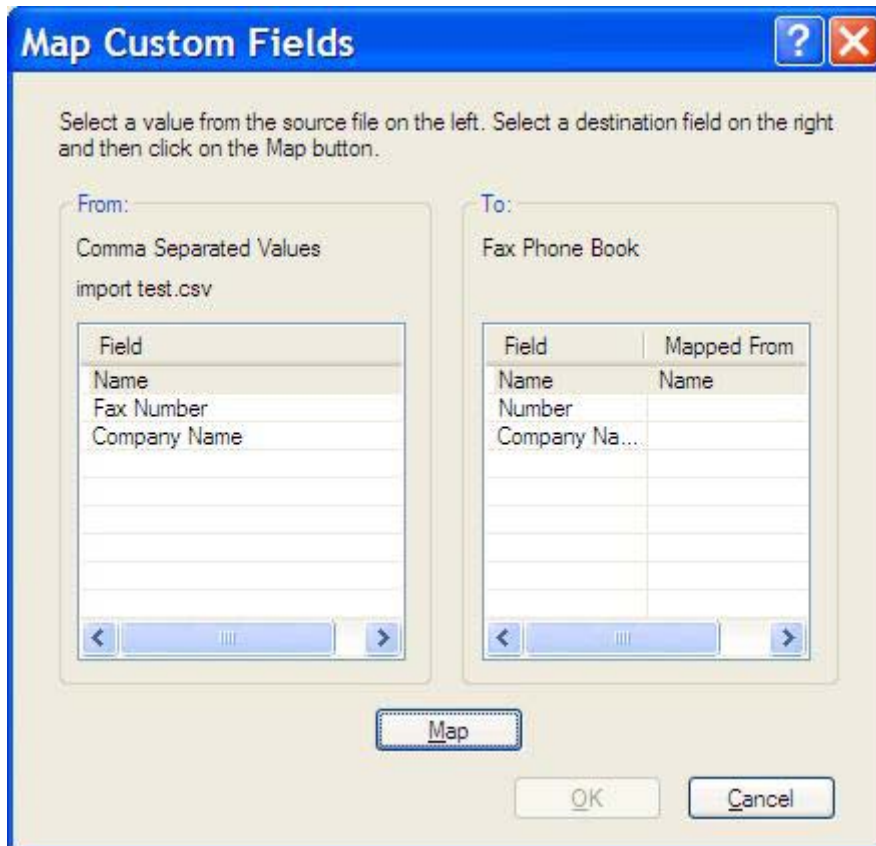 Map Custom Fields
Select a value from the source file on the left. Select a destination field on the right
and then click on the Map button.
From:
Comma Separated Values
import test.csv
Field
Name
Fax Number
Company Name
To:
Fax Phone Book
Field Mapped From
Name Name
Number
Company Na...
Map
OK Cancel